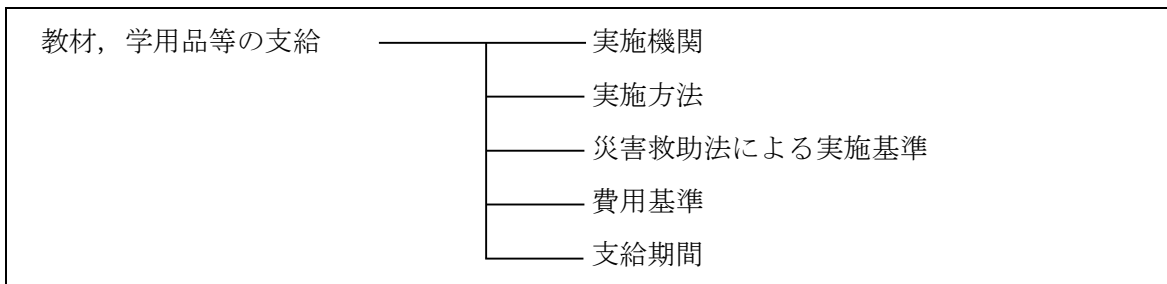 教材，学用品等の支給
実施機関
実施方法
災害救助法による実施基準
費用基準
支給期間